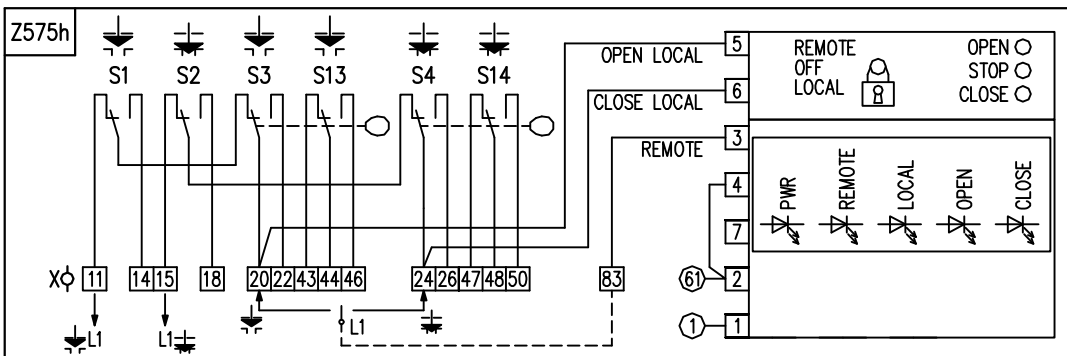 Z575h
S1 S2 S3 S13 S4 S14
OPEN LOCAL
CLOSE LOCAL
REMOTE
5
6
3
4
7
2
1
REMOTE
OFF
LOCAL
OPEN
STOP
CLOSE
PWR
REMOTE
LOCAL
OPEN
CLOSE
X 11 14 15 18 20 22 43 44 46 24 26 47 48 50 83
61
1
L1 L1 L1